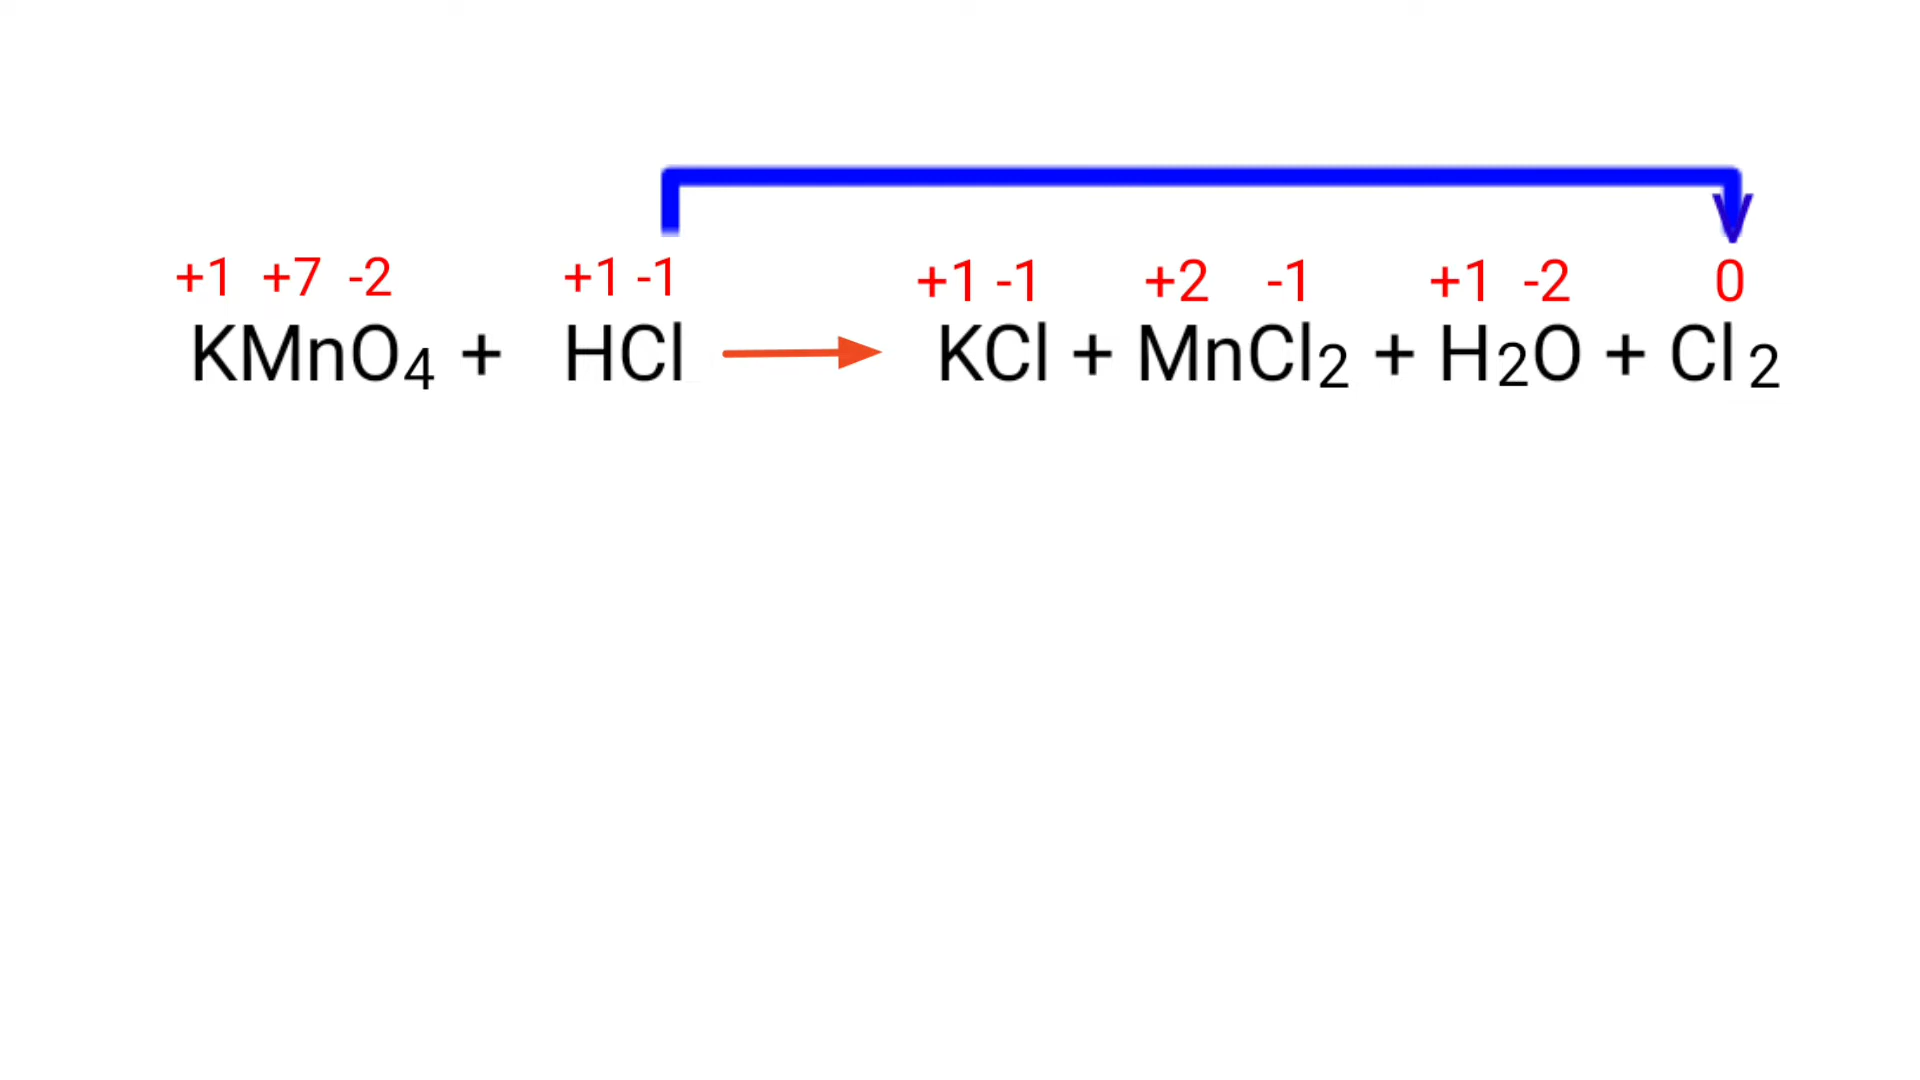 +1 +7 -2 +1 -1 +1 -1 +2 -1 +1 -2 0
KMnO4 + HCl → KCl + MnCl2 + H2O + Cl2